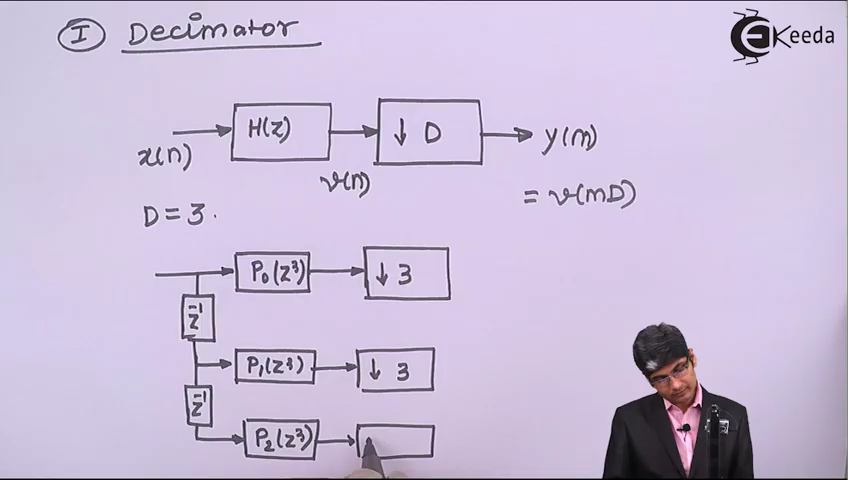 I Decimator
Keeda
H(z) ↓ D
x(n) v(n) y(m)
= v(mD)
D = 3.
P₀(z³) ↓ 3
z⁻¹
P₁(z³) ↓ 3
z⁻¹
P₂(z³)